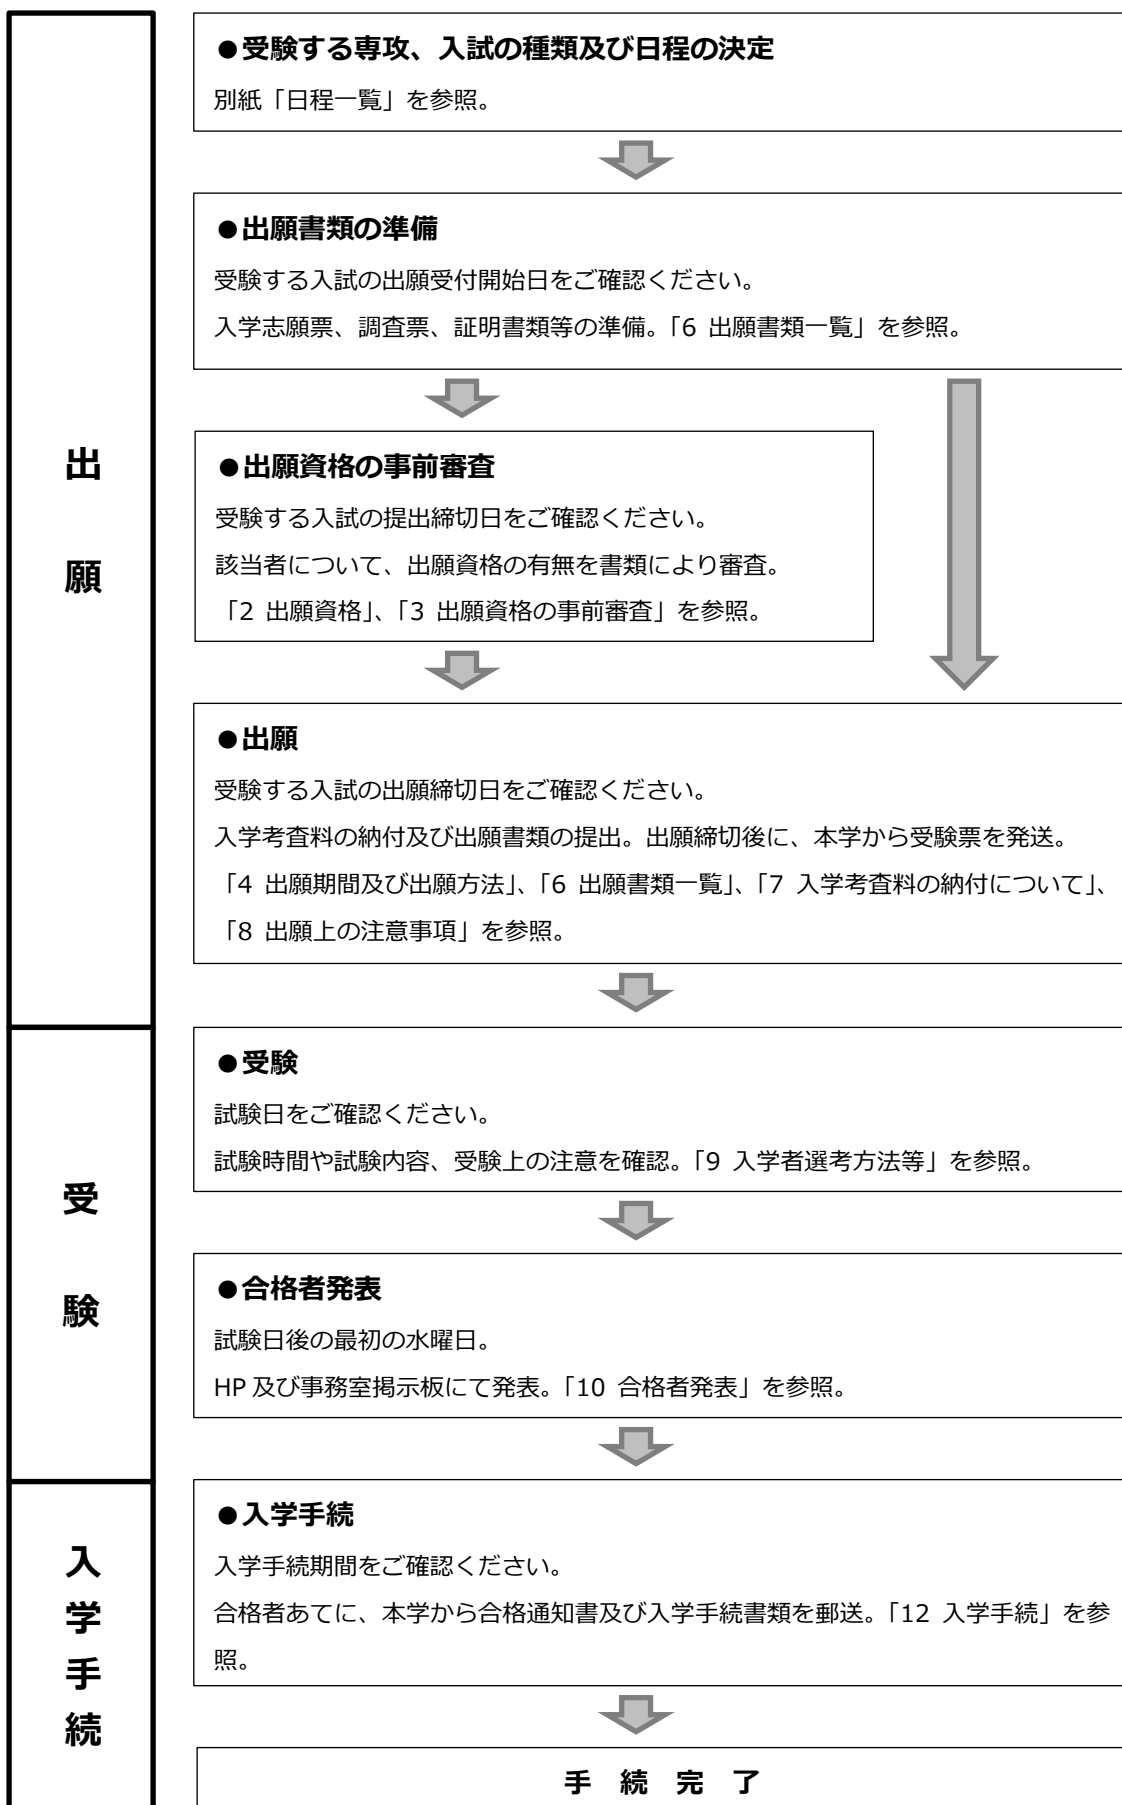 出
願
●受験する専攻、入試の種類及び日程の決定
別紙「日程一覧」を参照。
●出願書類の準備
受験する入試の出願受付開始日をご確認ください。
入学志願票、調査票、証明書類等の準備。「6 出願書類一覧」を参照。
●出願資格の事前審査
受験する入試の提出締切日をご確認ください。
該当者について、出願資格の有無を書類により審査。
「2 出願資格」、「3 出願資格の事前審査」を参照。
●出願
受験する入試の出願締切日をご確認ください。
入学考査料の納付及び出願書類の提出。出願締切後に、本学から受験票を発送。
「4 出願期間及び出願方法」、「6 出願書類一覧」、「7 入学考査料の納付について」、
「8 出願上の注意事項」を参照。
受
験
●受験
試験日をご確認ください。
試験時間や試験内容、受験上の注意を確認。「9 入学者選考方法等」を参照。
●合格者発表
試験日後の最初の水曜日。
HP 及び事務室掲示板にて発表。「10 合格者発表」を参照。
入
学
手
続
●入学手続
入学手続期間をご確認ください。
合格者あてに、本学から合格通知書及び入学手続書類を郵送。「12 入学手続」を参
照。
手 続 完 了